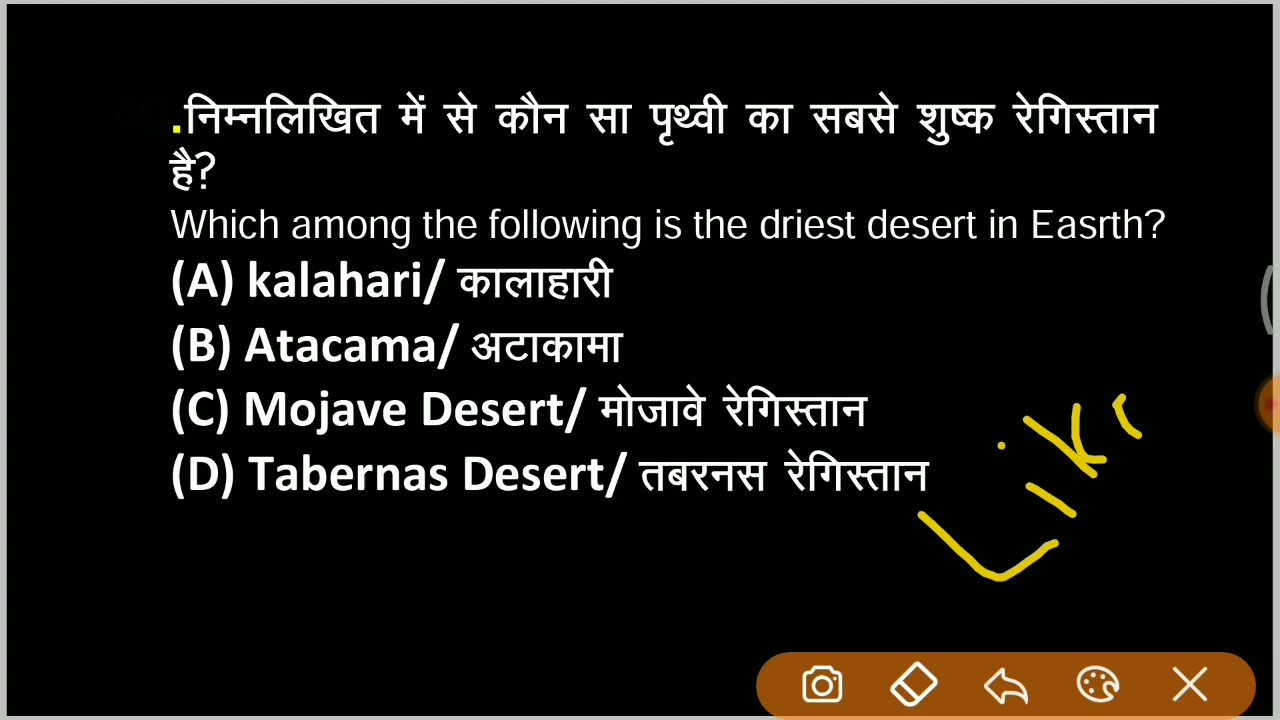 .निम्नलिखित में से कौन सा पृथ्वी का सबसे शुष्क रेगिस्तान
है?
Which among the following is the driest desert in Easrth?
(A) kalahari/ कालाहारी
(B) Atacama/ अटाकामा
(C) Mojave Desert/ मोजावे रेगिस्तान
(D) Tabernas Desert/ तबरनस रेगिस्तान